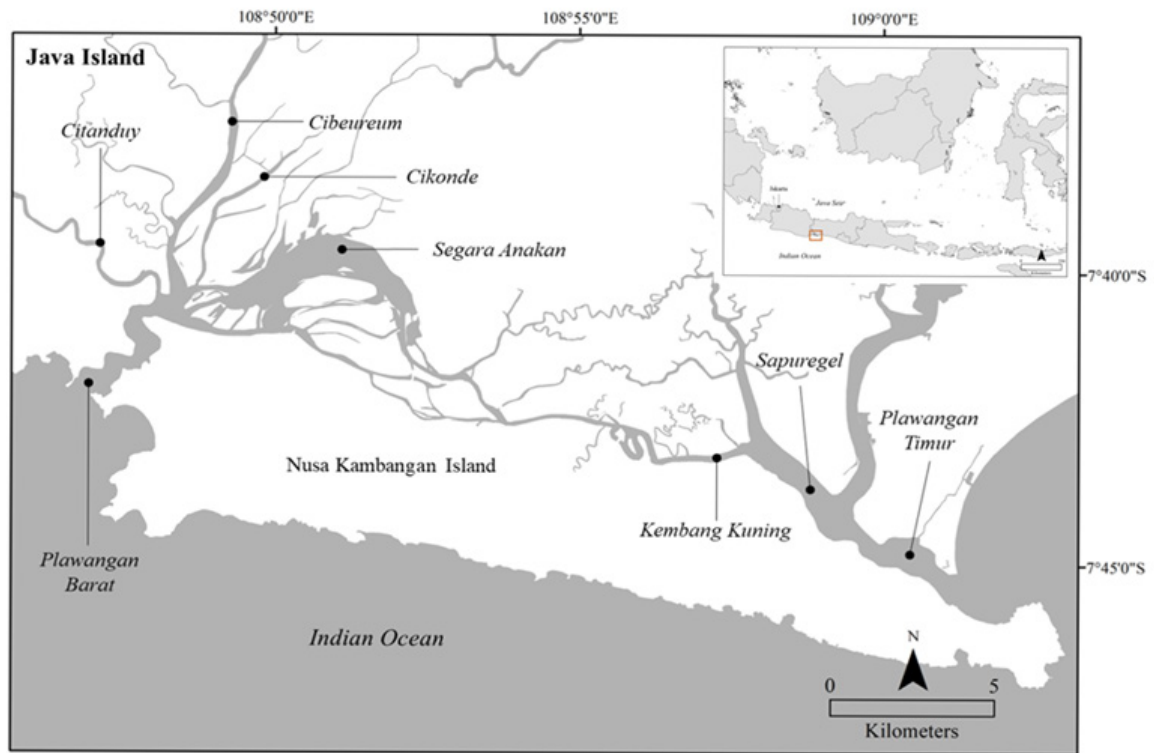 108°50'0"E
108°55'0"E
109°0'0"E
Java Island
Citanduy
Cibeureum
Cikonde
Segara Anakan
Jakarta
Java Sear
Indian Ocean
Kilometers
7°40'0"S
Sapuregel
Plawangan
Timur
Nusa Kambangan Island
Kembang Kuning
Plawangan
Barat
7°45'0"S
Indian Ocean
N
0
5
Kilometers